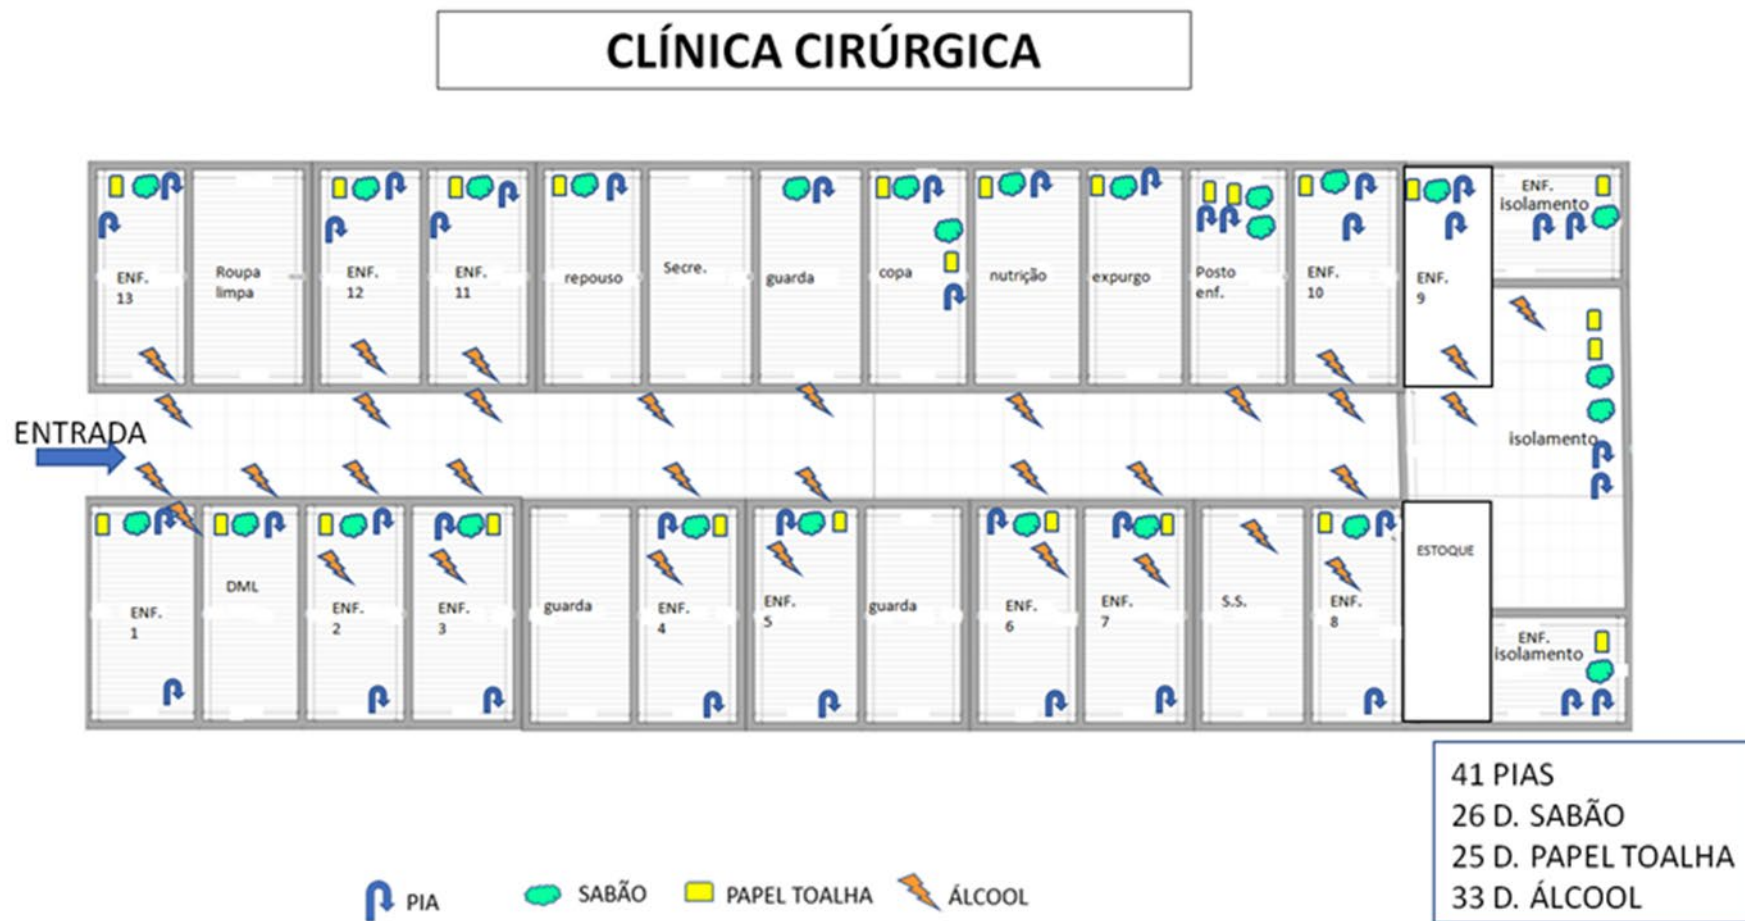 CLÍNICA CIRÚRGICA
ENF.
13
Roupa
limpa
ENF.
12
ENF.
11
repouso
Secre.
guarda
copa
nutrição
expurgo
Posto
enf.
ENF.
10
ENF.
9
ENF.
isolamento
ENTRADA
isolamento
ENF.
1
DML
ENF.
2
ENF.
3
guarda
ENF.
4
ENF.
5
guarda
ENF.
6
ENF.
7
S.S.
ENF.
8
ESTOQUE
ENF.
isolamento
41 PIAS
26 D. SABÃO
25 D. PAPEL TOALHA
33 D. ÁLCOOL
PIA
SABÃO
PAPEL TOALHA
ÁLCOOL